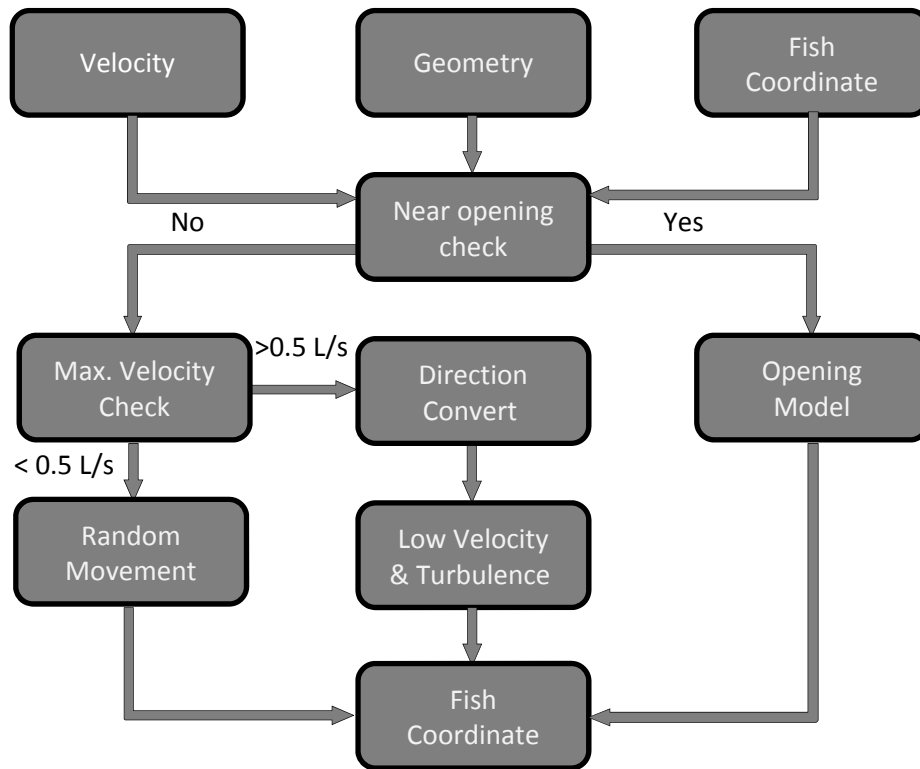 Velocity
Geometry
Fish
Coordinate
No
Near opening
check
Yes
Max. Velocity
Check
>0.5 L/s
Direction
Convert
Opening
Model
< 0.5 L/s
Random
Movement
Low Velocity
& Turbulence
Fish
Coordinate